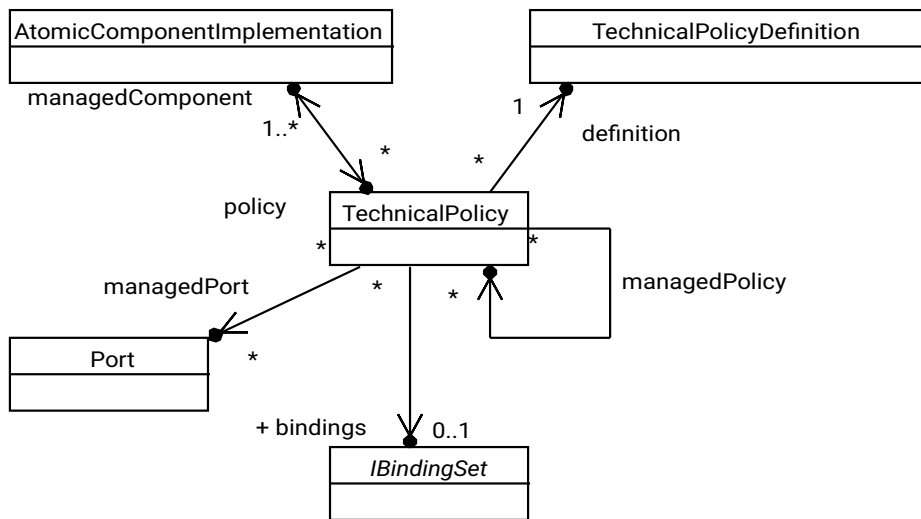 AtomicComponentImplementation
TechnicalPolicyDefinition
managedComponent
1..*
1
definition
*
*
policy
TechnicalPolicy
*
*
managedPort
*
*
managedPolicy
Port
*
+ bindings
0..1
IBindingSet